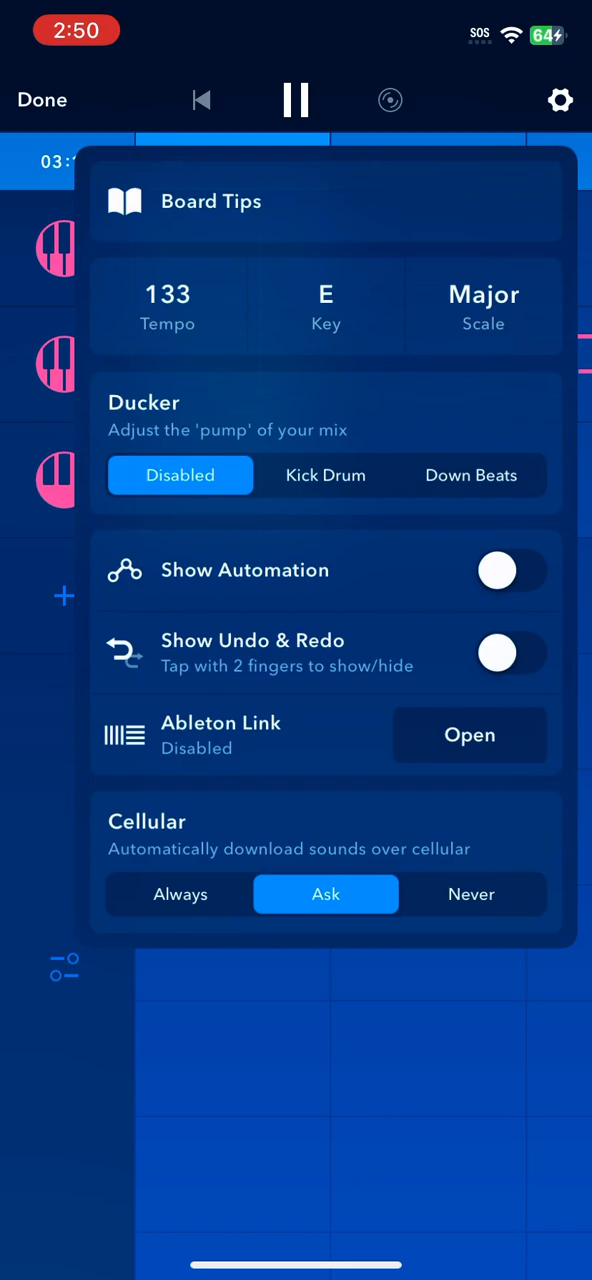 2:50
SOS
64
Done
03:
Board Tips
133
E
Major
Tempo
Key
Scale
Ducker
Adjust the 'pump' of your mix
Disabled
Kick Drum
Down Beats
Show Automation
Show Undo & Redo
Tap with 2 fingers to show/hide
Ableton Link
Disabled
Open
Cellular
Automatically download sounds over cellular
Always
Ask
Never